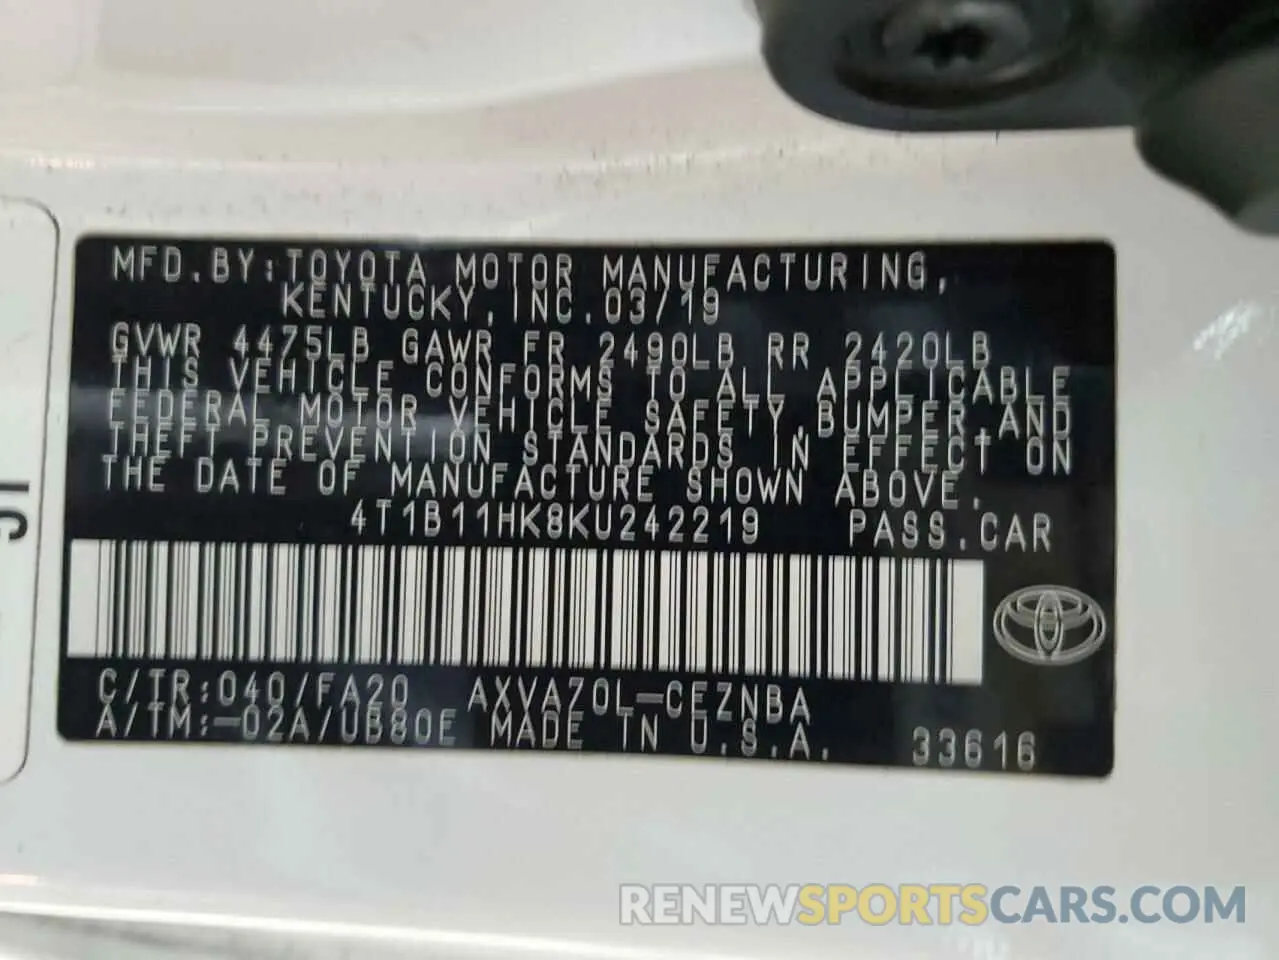 MFD.BY:TOYOTA MOTOR MANUFACTURING,
KENTUCKY,INC.03/19
GVWR 4475LB GAWR FR 2490LB RR 2420LB
THIS VEHICLE CONFORMS TO ALL APPLICABLE
FEDERAL MOTOR VEHICLE SAFETY,BUMPER,AND
THEFT PREVENTION STANDARDS IN EFFECT ON
THE DATE OF MANUFACTURE SHOWN ABOVE.
4T1B11HK8KU242219 PASS.CAR
C/TR:040/FA20 AXVA70L-CEZNBA
A/TM:-02A/UB80E MADE IN U.S.A. 33616
RENEWSPORTSCARS.COM